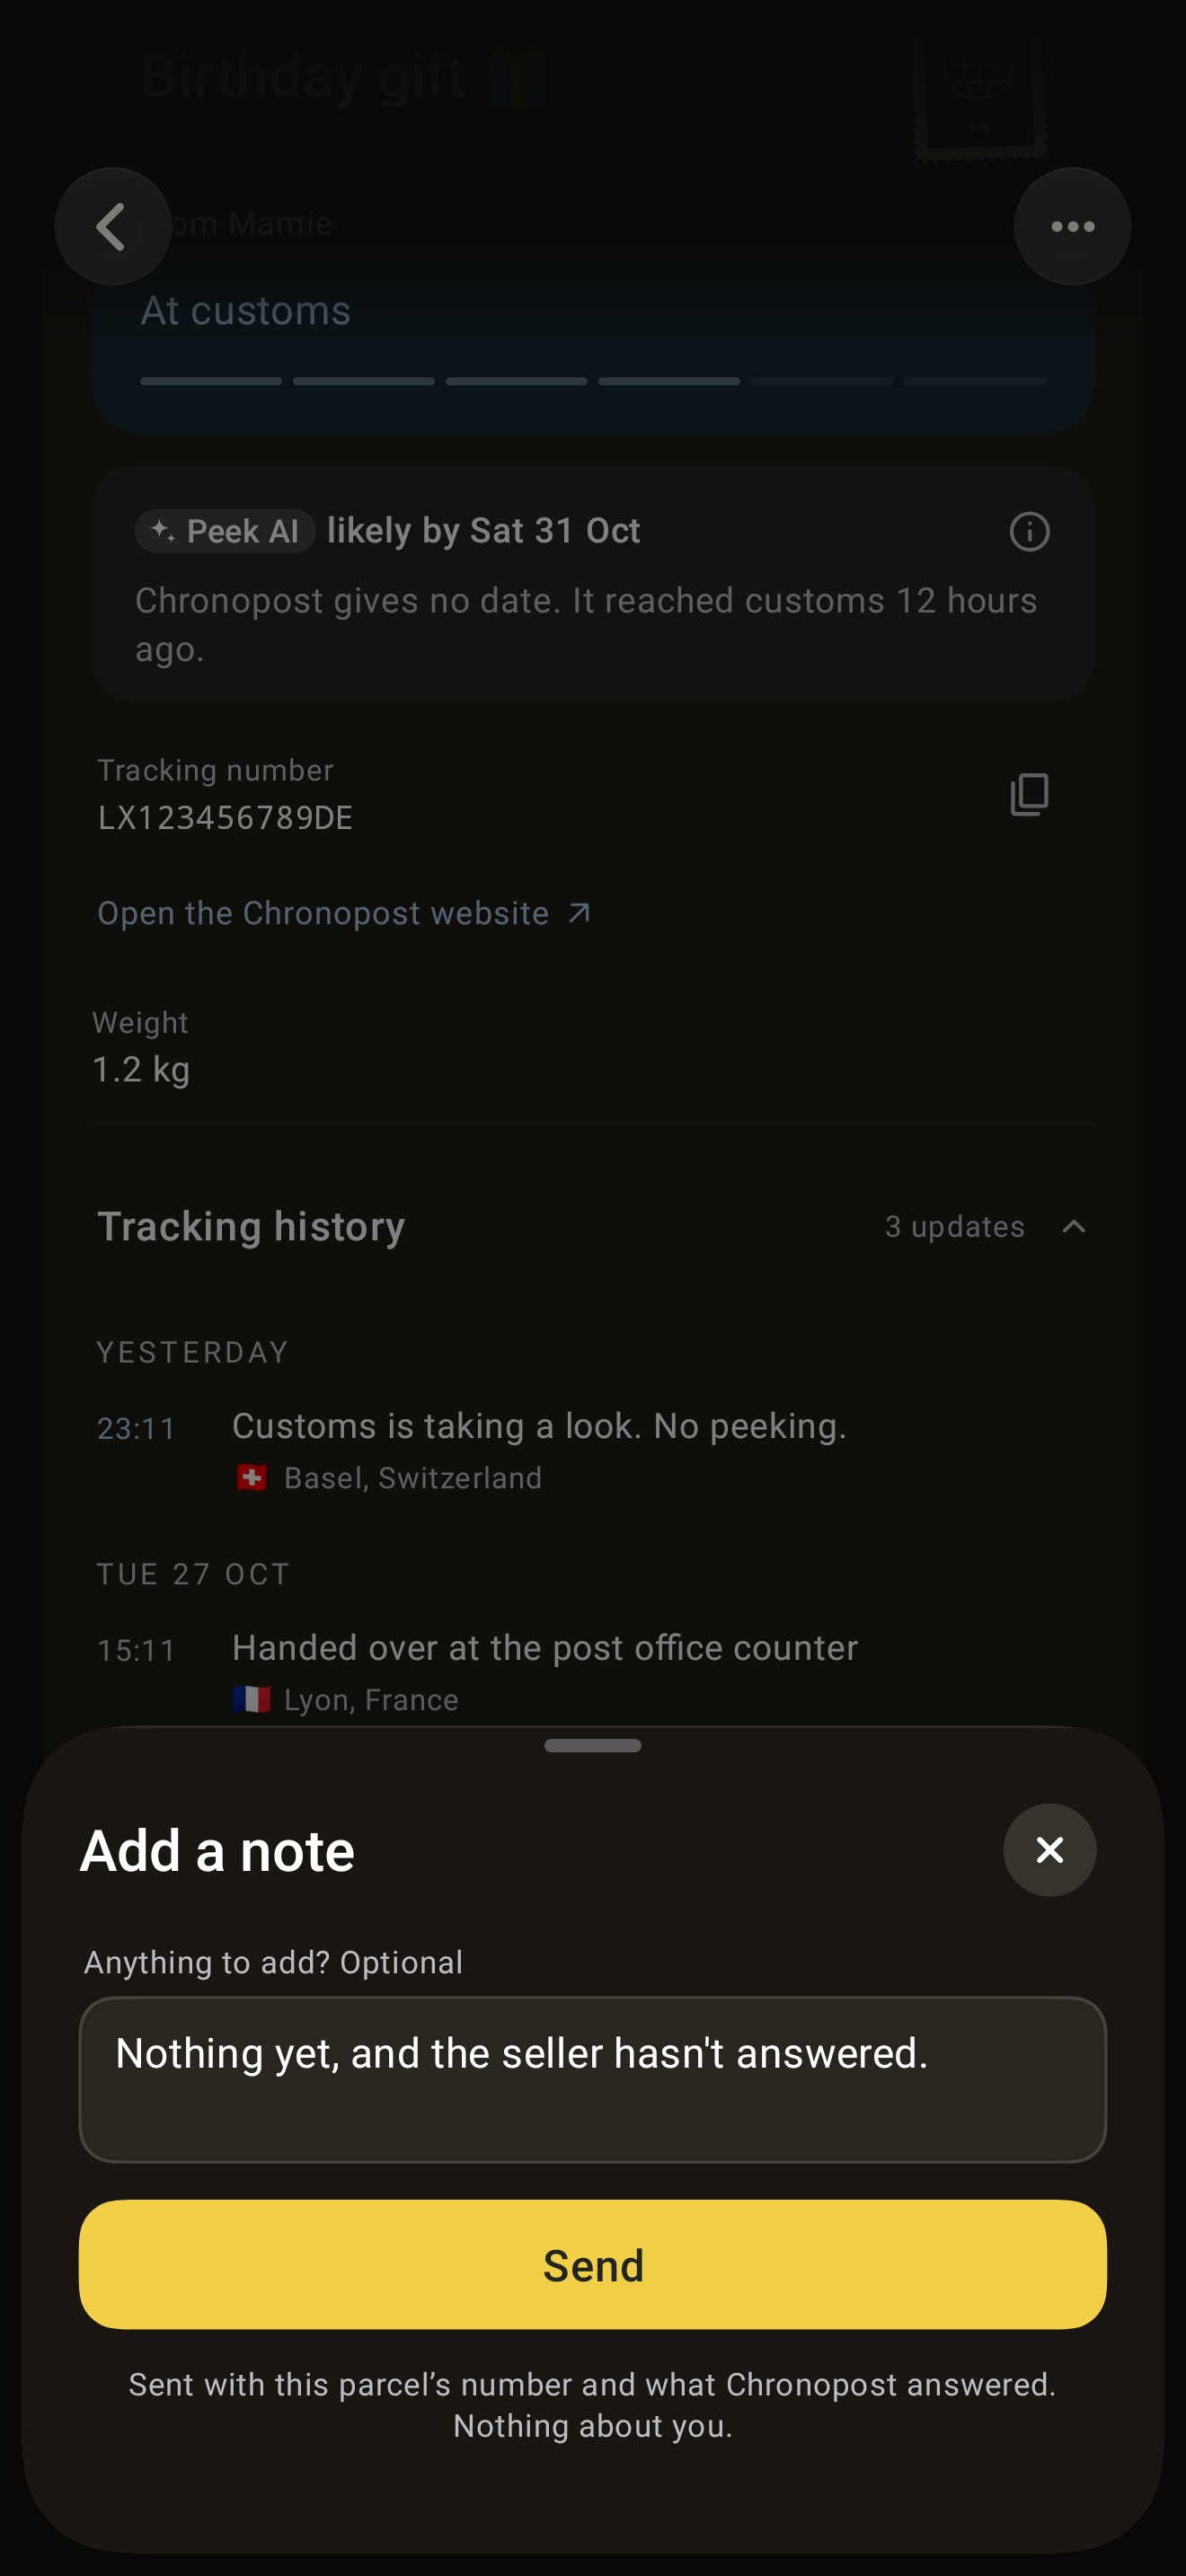 Birthday gift 🎁
FR
om Mamie
At customs
Peek AI likely by Sat 31 Oct
Chronopost gives no date. It reached customs 12 hours
ago.
Tracking number
LX123456789DE
Open the Chronopost website
Weight
1.2 kg
Tracking history
3 updates
YESTERDAY
23:11
Customs is taking a look. No peeking.
🇨🇭 Basel, Switzerland
TUE 27 OCT
15:11
Handed over at the post office counter
🇫🇷 Lyon, France
Add a note
Anything to add? Optional
Nothing yet, and the seller hasn't answered.
Send
Sent with this parcel’s number and what Chronopost answered.
Nothing about you.